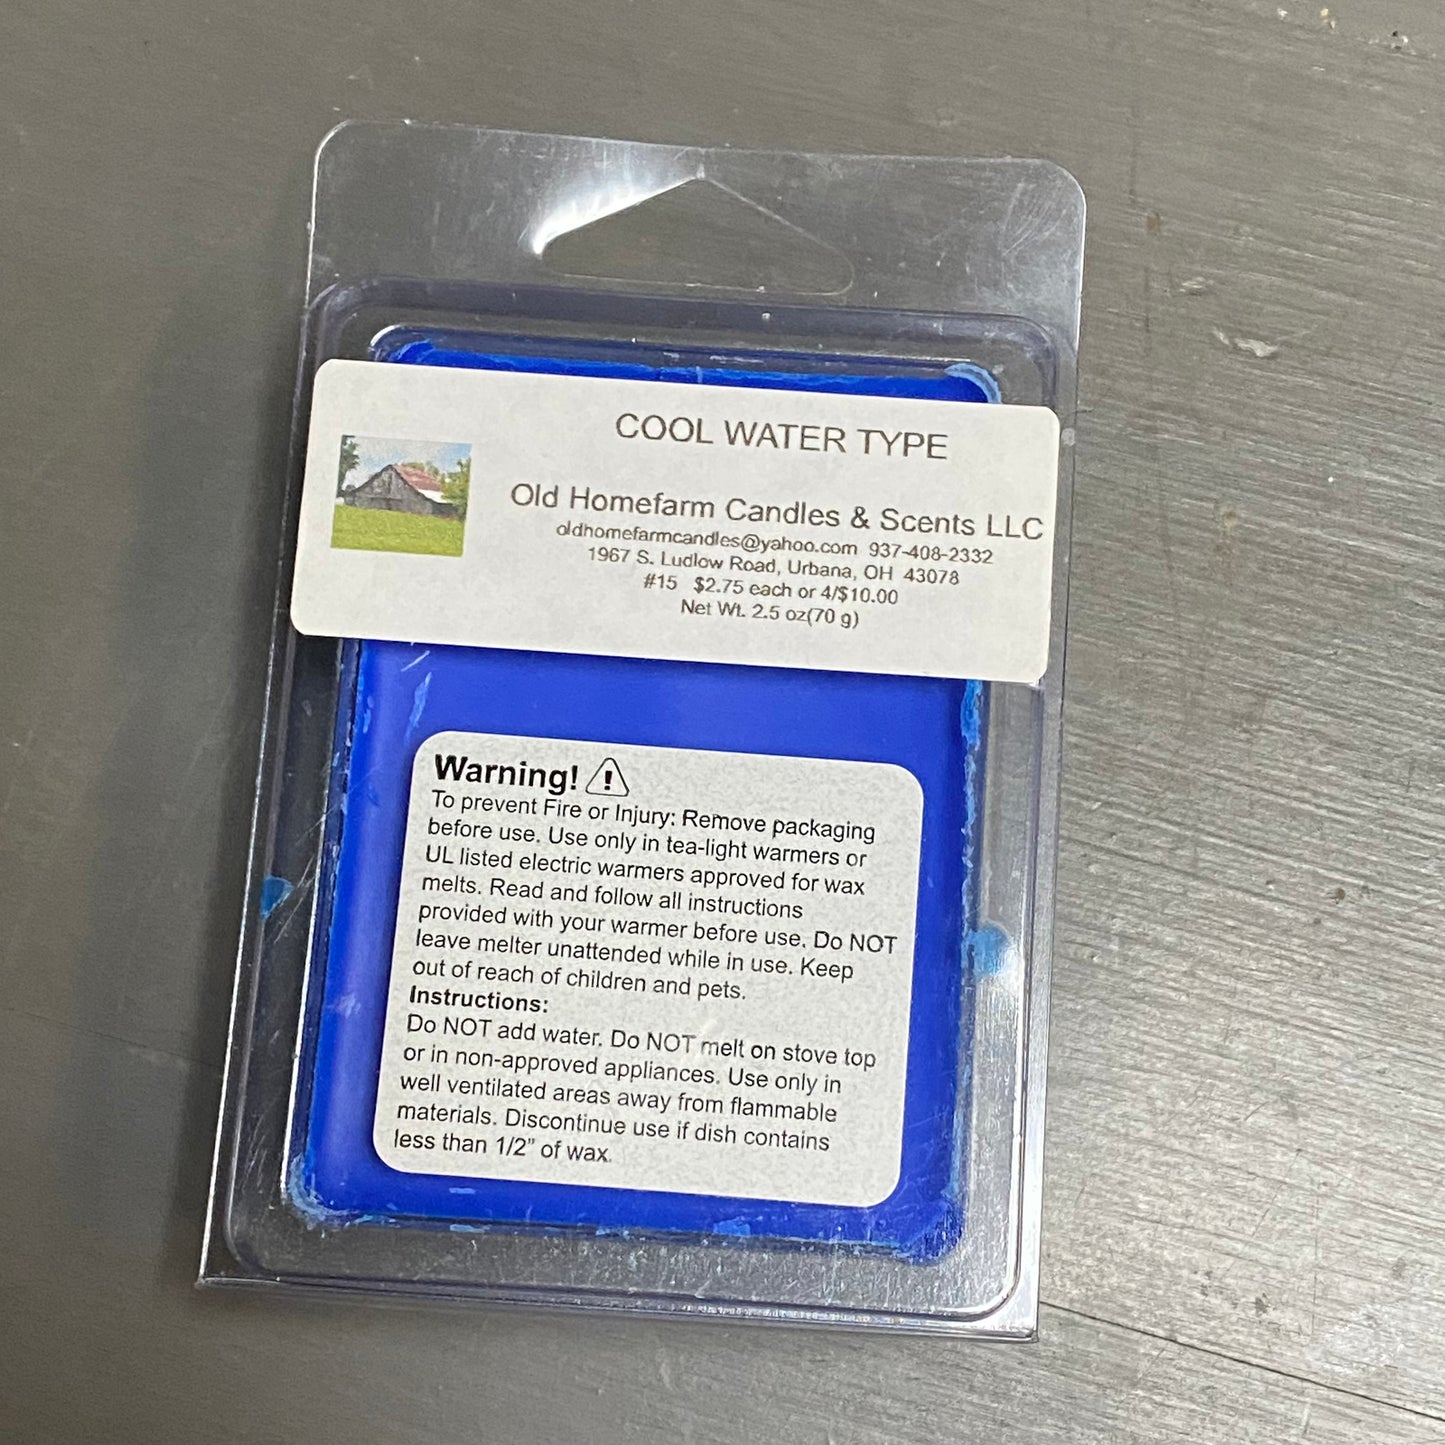 COOL WATER TYPE
Old Homefarm Candles & Scents LLC
oldhomefarmcandles@yahoo.com 937-408-2332
1967 S. Ludlow Road, Urbana, OH 43078
#15 $2.75 each or 4/$10.00
Net Wt. 2.5 oz(70 g)
Warning!
To prevent Fire or Injury: Remove packaging
before use. Use only in tea-light warmers or
UL listed electric warmers approved for wax
melts. Read and follow all instructions
provided with your warmer before use. Do NOT
leave melter unattended while in use. Keep
out of reach of children and pets.
Instructions:
Do NOT add water. Do NOT melt on stove top
or in non-approved appliances. Use only in
well ventilated areas away from flammable
materials. Discontinue use if dish contains
less than 1/2” of wax.